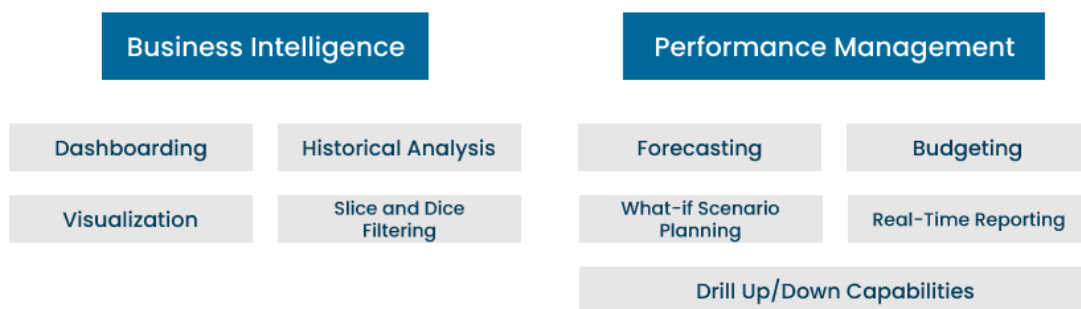 Business Intelligence
Performance Management
Dashboarding
Historical Analysis
Forecasting
Budgeting
Visualization
Slice and Dice
Filtering
What-if Scenario
Planning
Real-Time Reporting
Drill Up/Down Capabilities